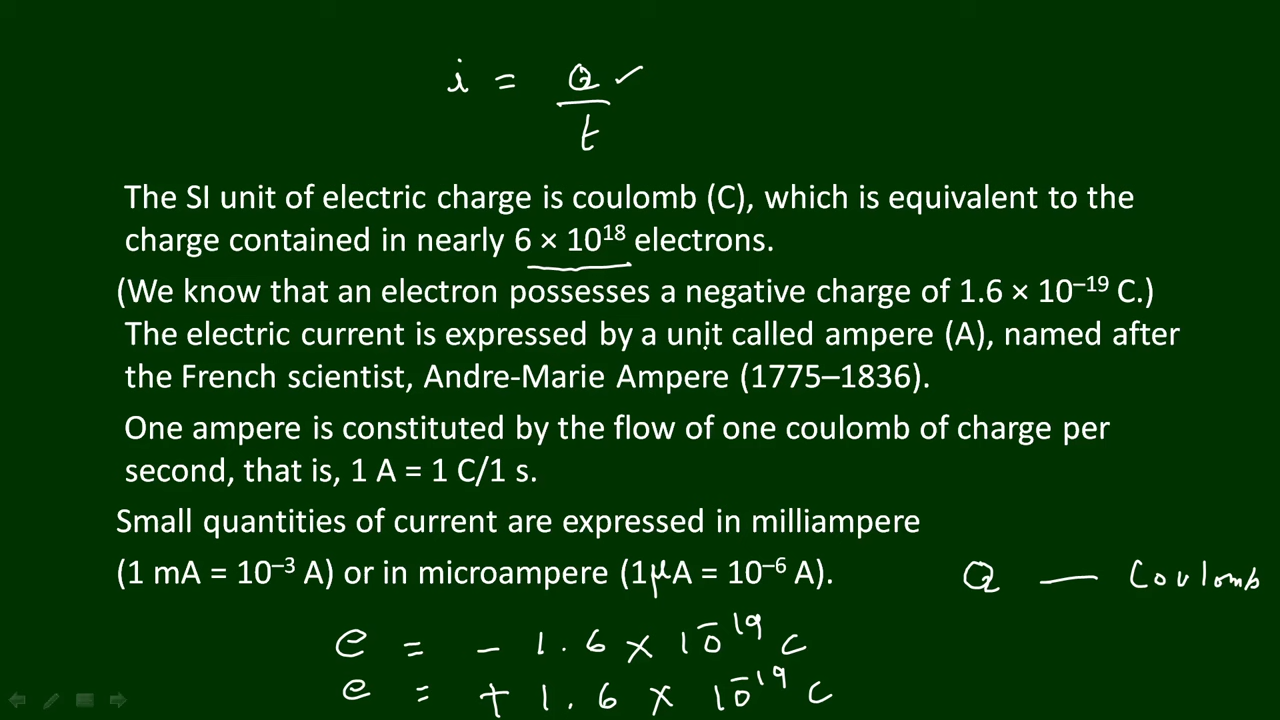 i = Q ✓
t
The SI unit of electric charge is coulomb (C), which is equivalent to the
charge contained in nearly 6 × 10¹⁸ electrons.
(We know that an electron possesses a negative charge of 1.6 × 10⁻¹⁹ C.)
The electric current is expressed by a unit called ampere (A), named after
the French scientist, Andre-Marie Ampere (1775–1836).
One ampere is constituted by the flow of one coulomb of charge per
second, that is, 1 A = 1 C/1 s.
Small quantities of current are expressed in milliampere
(1 mA = 10⁻³ A) or in microampere (1μA = 10⁻⁶ A).
Q — Coulomb
e = - 1.6 × 10⁻¹⁹ C
e = + 1.6 × 10⁻¹⁹ C